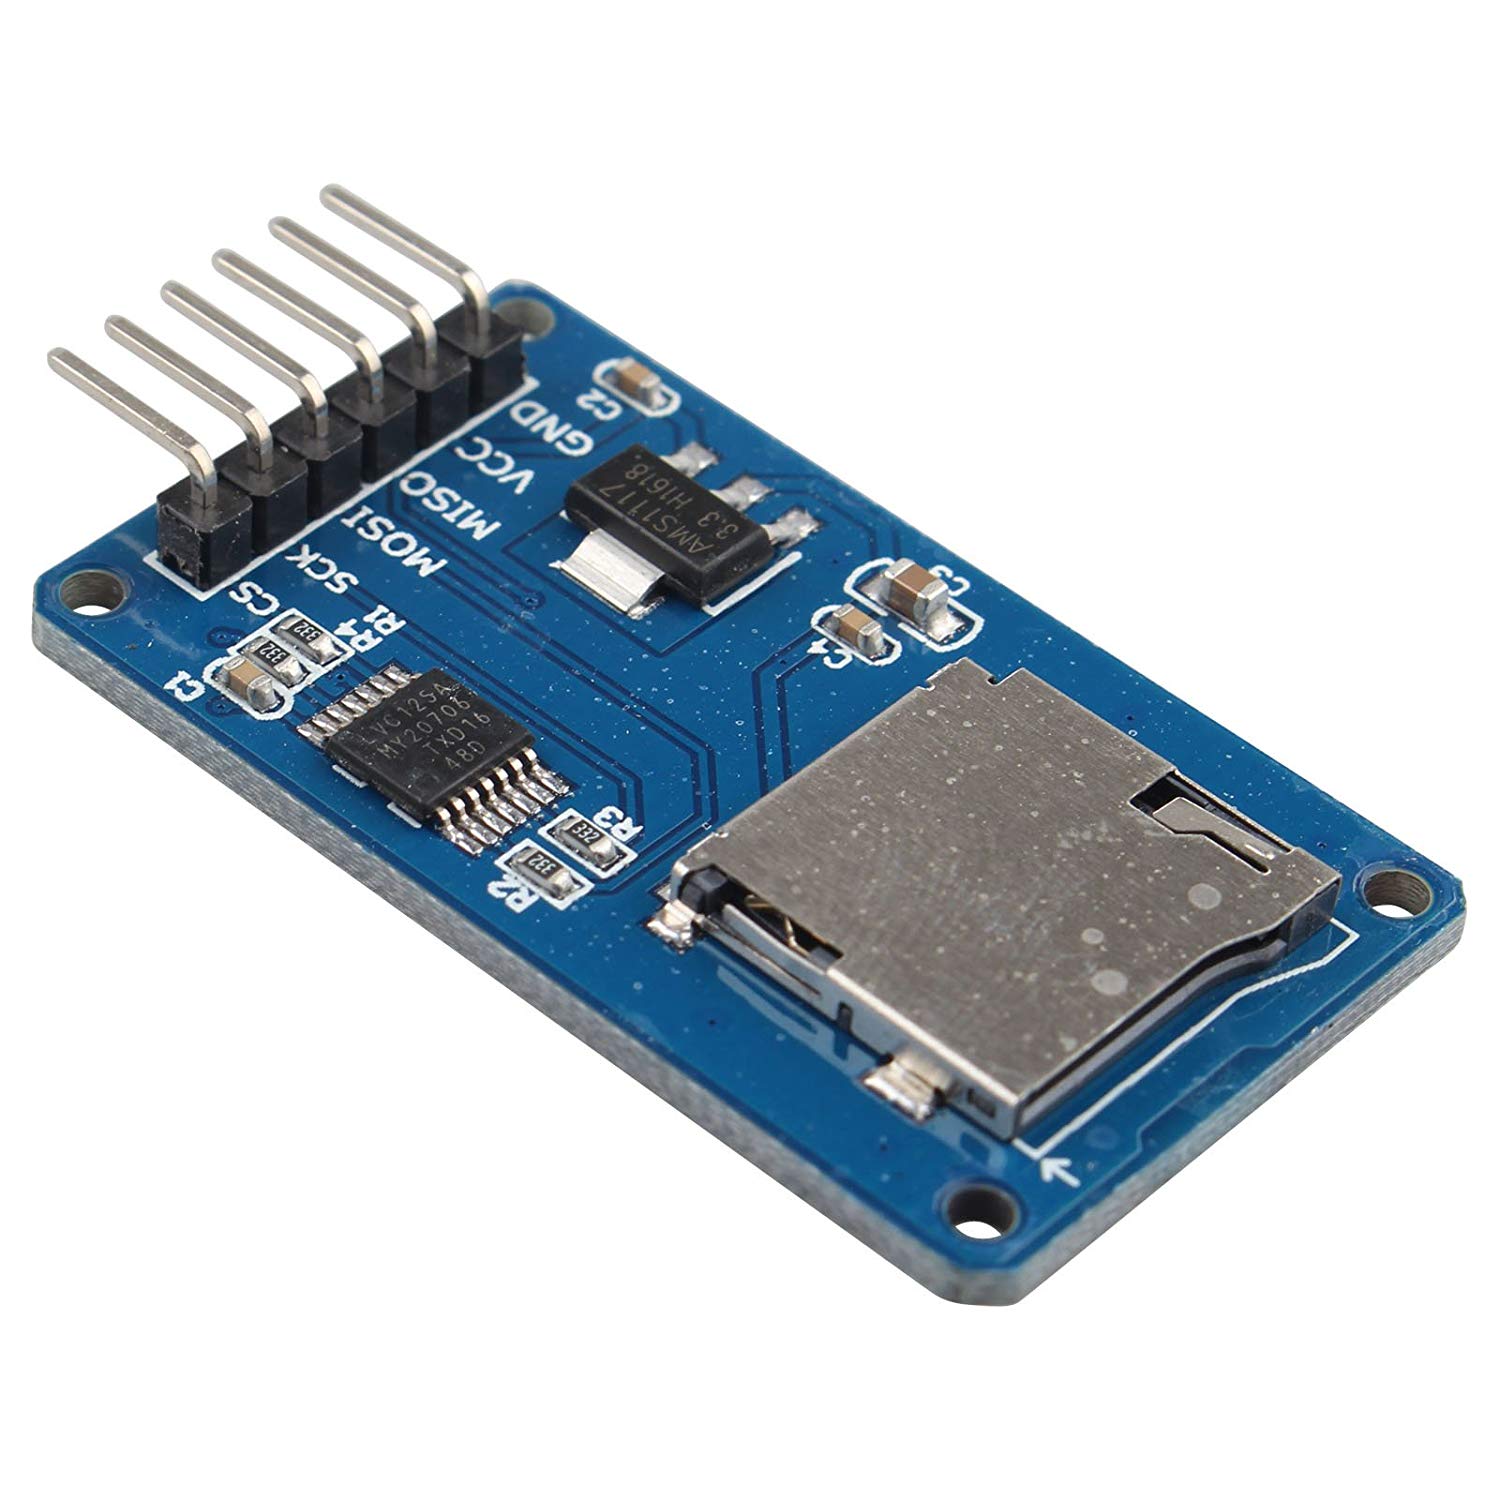 GND
VCC
MISO
MOSI
SCK
CS
C2
AMS1117
3.3 H1618
C3
C4
R1
R4
C1
332
332
LVC125A
MY20706
TXD16
48D
R3
332
R2
332